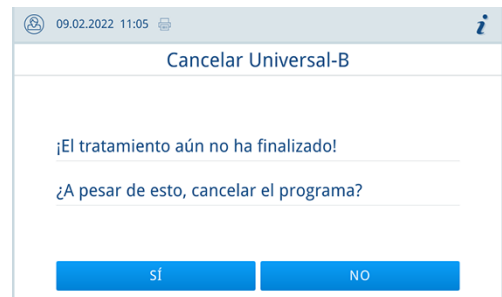 09.02.2022 11:05
i
Cancelar Universal-B
¡El tratamiento aún no ha finalizado!
¿A pesar de esto, cancelar el programa?
SÍ
NO